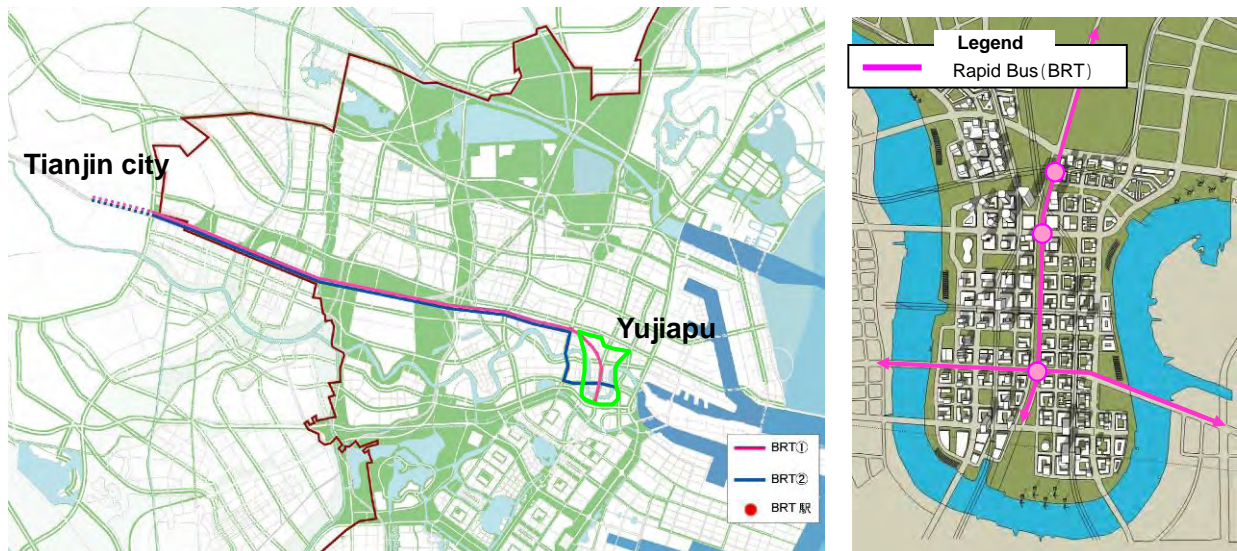 Tianjin city
Yujiapu
BRT①
BRT②
BRT 駅
Legend
Rapid Bus(BRT)